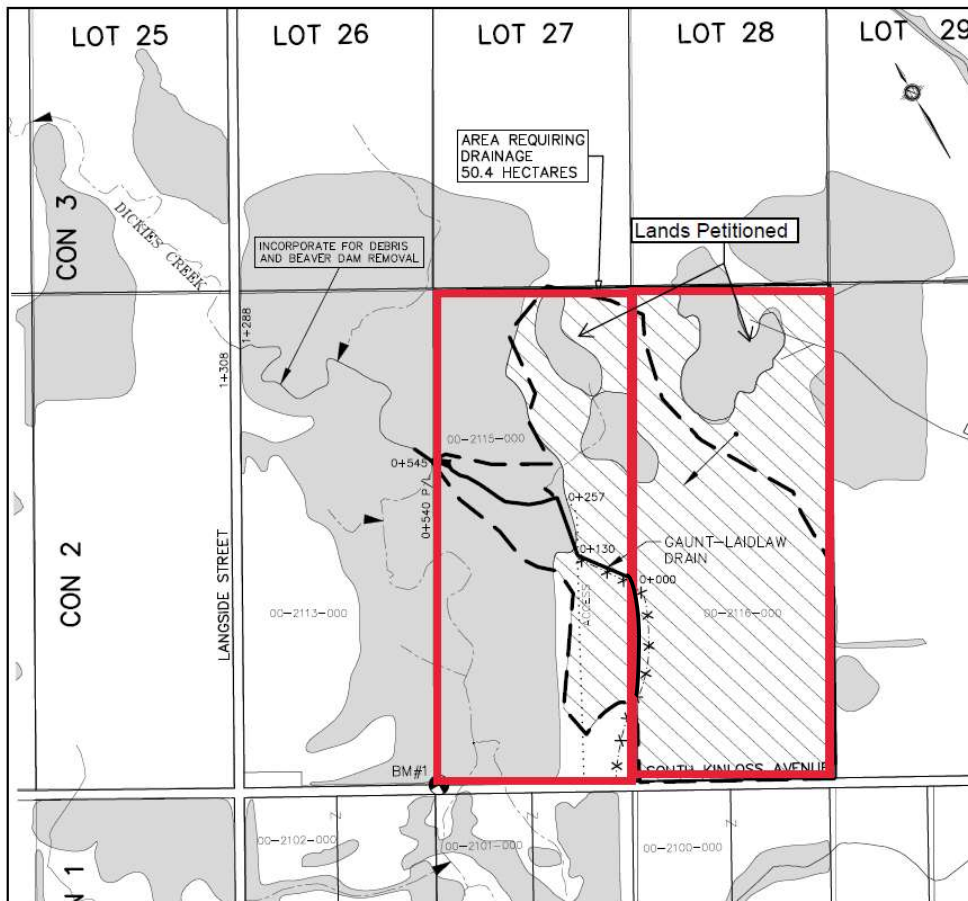 LOT 25
LOT 26
LOT 27
LOT 28
LOT 29
AREA REQUIRING
DRAINAGE
50.4 HECTARES
CON 3
DICKIES CREEK
INCORPORATE FOR DEBRIS
AND BEAVER DAM REMOVAL
Lands Petitioned
1+288
1+308
00-2115-000
0+545
0+540 P/L
0+257
0+130
GAUNT-LAIDLAW
DRAIN
0+000
CON 2
LANGSIDE STREET
00-2113-000
ACCESS
00-2116-000
BM#1
SOUTH KINLOSS AVENUE
00-2102-000
Z
00-2101-000
Z
00-2100-000
Z
N 1